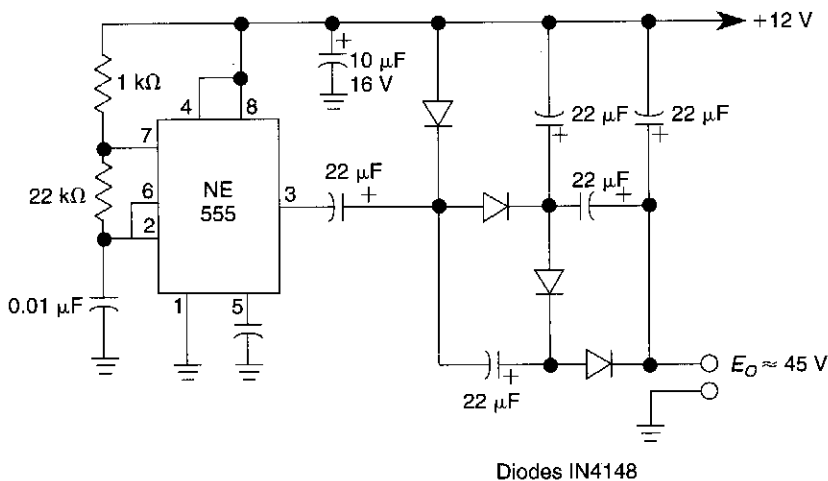 +12 V
10 µF
16 V
+
1 kΩ
4
8
7
22 µF
+
22 µF
+
22 kΩ
6
2
NE
555
3
22 µF
+
22 µF
+
0.01 µF
1
5
22 µF
+
E_O ≈ 45 V
Diodes IN4148